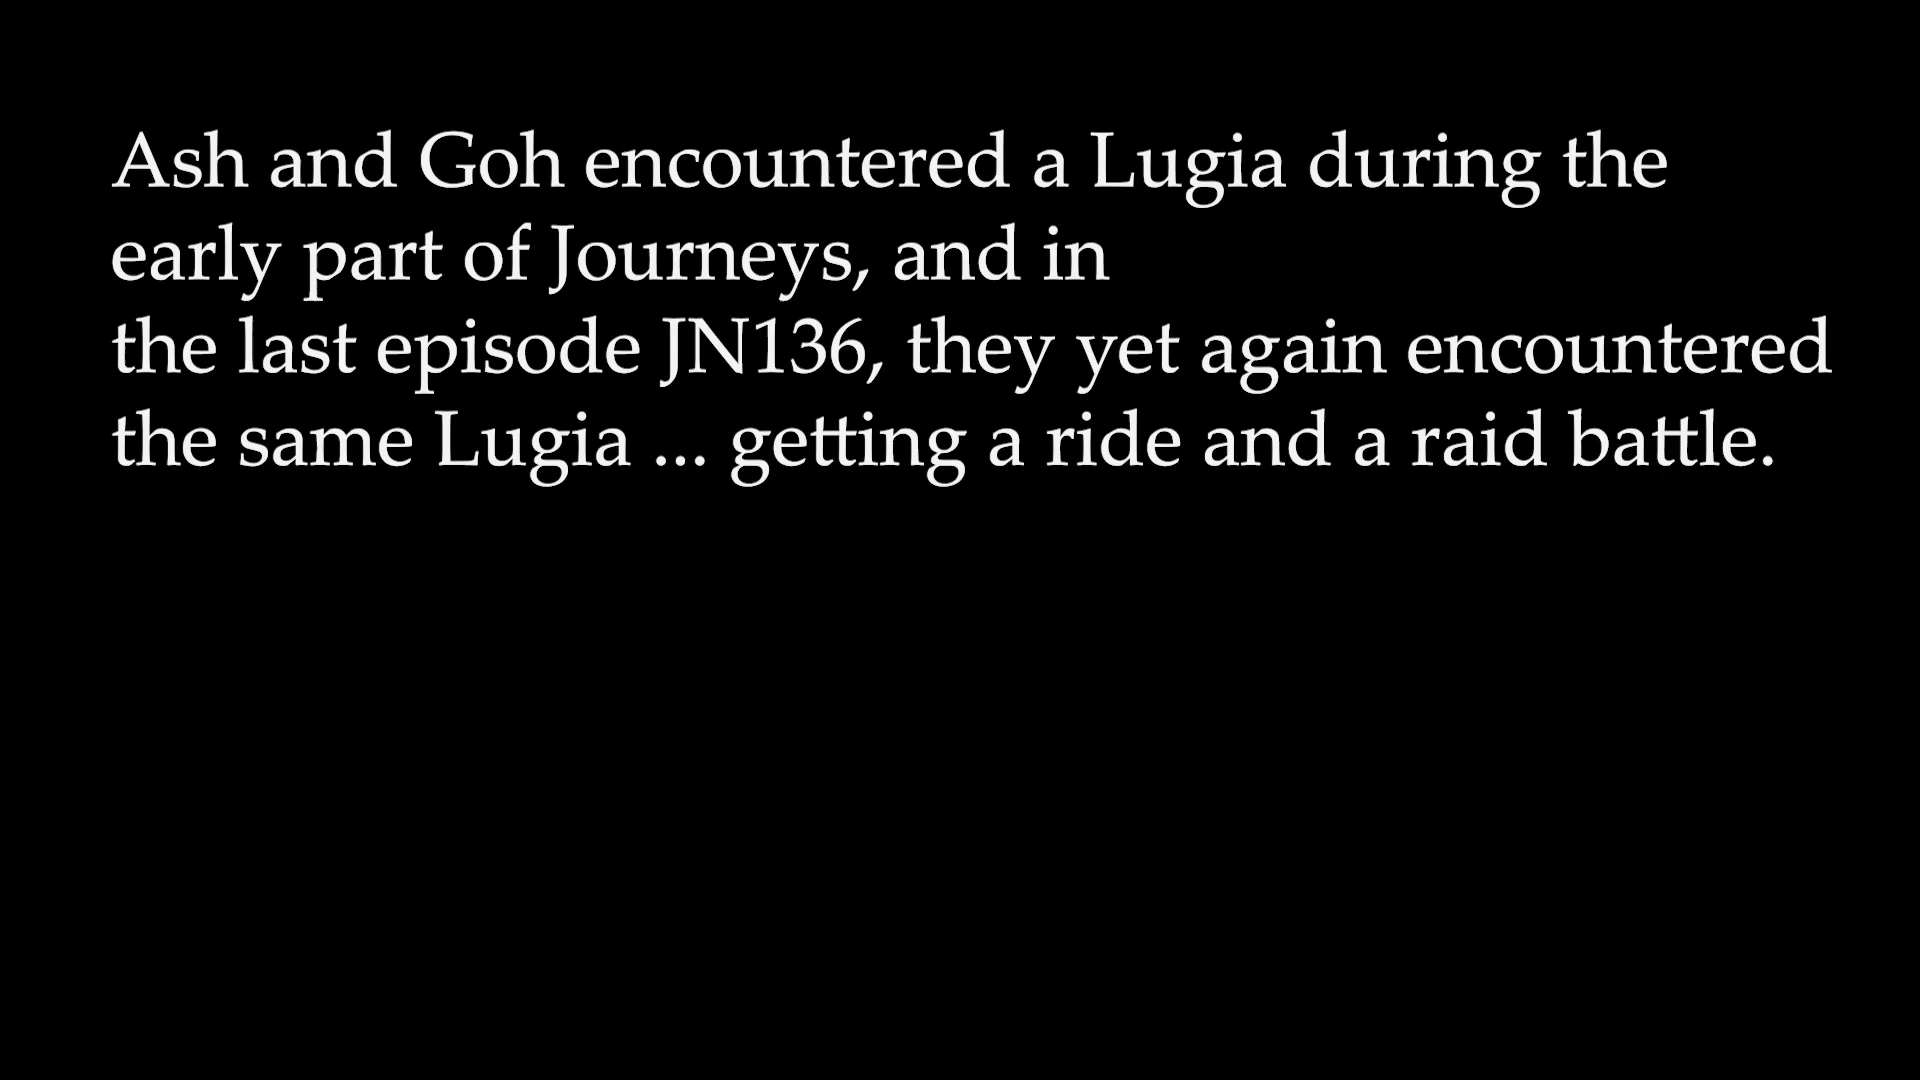 Ash and Goh encountered a Lugia during the
early part of Journeys, and in
the last episode JN136, they yet again encountered
the same Lugia ... getting a ride and a raid battle.